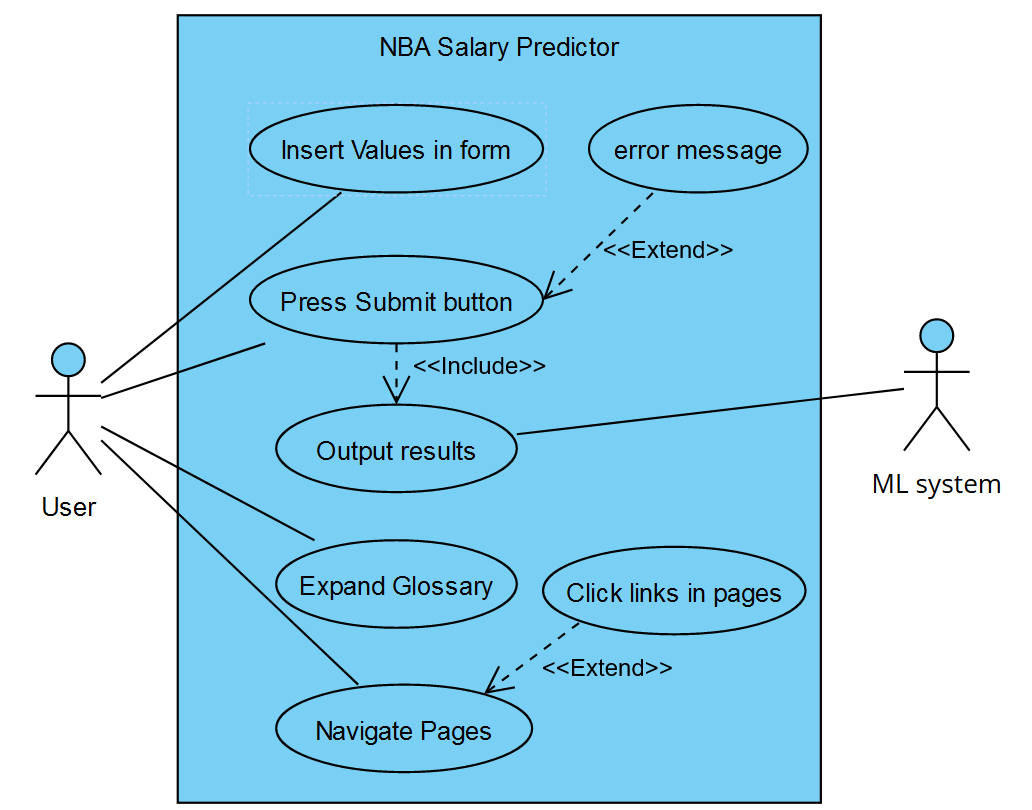 NBA Salary Predictor
Insert Values in form
error message
<<Extend>>
Press Submit button
<<Include>>
Output results
User
ML system
Expand Glossary
Click links in pages
<<Extend>>
Navigate Pages